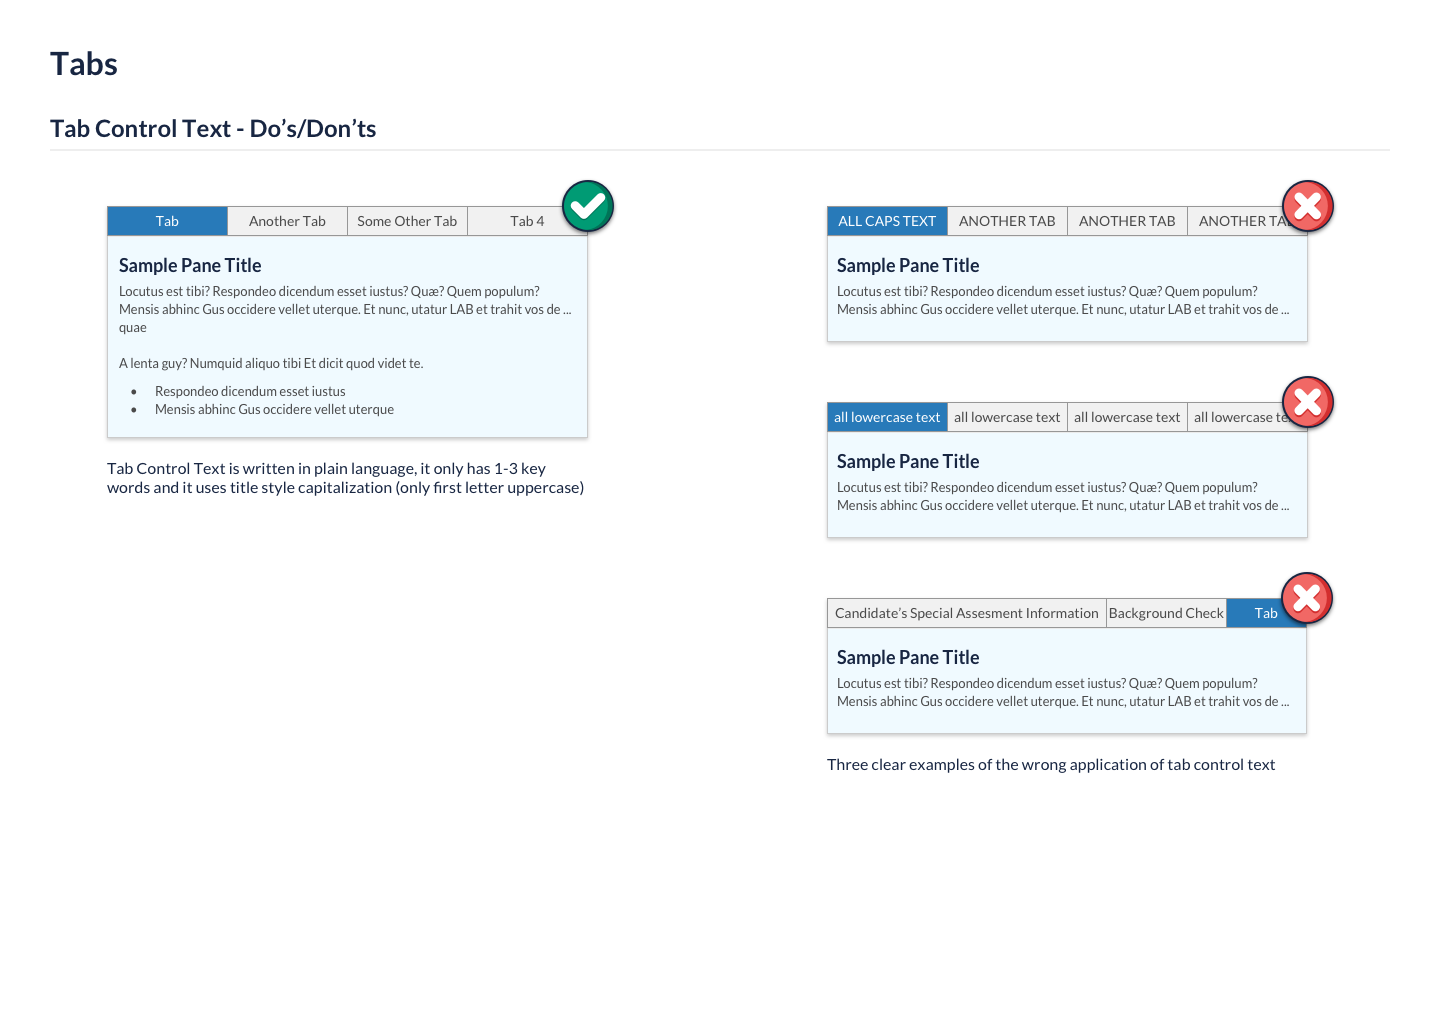 Tabs
Tab Control Text - Do’s/Don’ts
Tab Another Tab Some Other Tab Tab 4
Sample Pane Title
Locutus est tibi? Respondeo dicendum esset iustus? Quæ? Quem populum?
Mensis abhinc Gus occidere vellet uterque. Et nunc, utatur LAB et trahit vos de ...
quae
A lenta guy? Numquid aliquo tibi Et dicit quod videt te.
• Respondeo dicendum esset iustus
• Mensis abhinc Gus occidere vellet uterque
Tab Control Text is written in plain language, it only has 1-3 key
words and it uses title style capitalization (only first letter uppercase)
ALL CAPS TEXT ANOTHER TAB ANOTHER TAB ANOTHER TAB
Sample Pane Title
Locutus est tibi? Respondeo dicendum esset iustus? Quæ? Quem populum?
Mensis abhinc Gus occidere vellet uterque. Et nunc, utatur LAB et trahit vos de ...
all lowercase text all lowercase text all lowercase text all lowercase
Sample Pane Title
Locutus est tibi? Respondeo dicendum esset iustus? Quæ? Quem populum?
Mensis abhinc Gus occidere vellet uterque. Et nunc, utatur LAB et trahit vos de ...
Candidate’s Special Assesment Information Background Check Tab
Sample Pane Title
Locutus est tibi? Respondeo dicendum esset iustus? Quæ? Quem populum?
Mensis abhinc Gus occidere vellet uterque. Et nunc, utatur LAB et trahit vos de ...
Three clear examples of the wrong application of tab control text